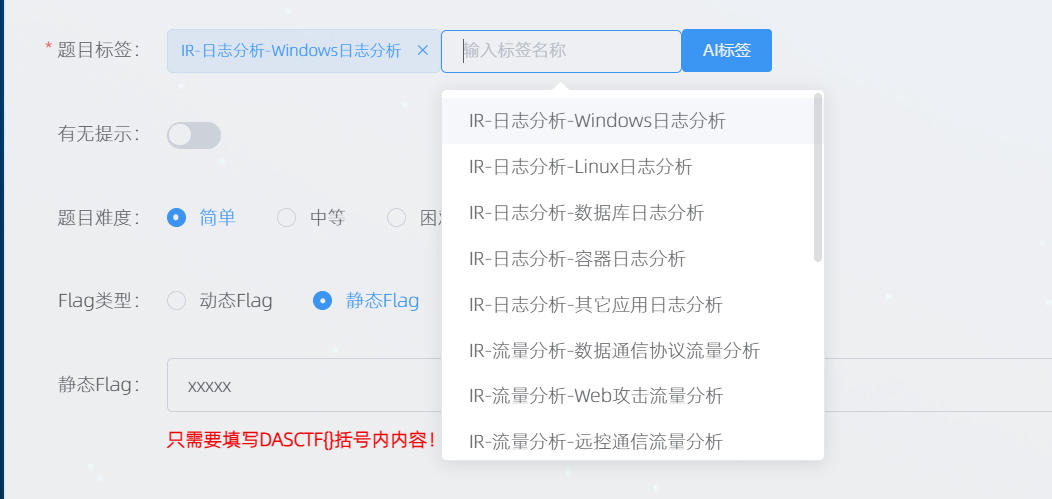 * 题目标签： IR-日志分析-Windows日志分析 × 输入标签名称 AI标签
IR-日志分析-Windows日志分析
有无提示：
IR-日志分析-Linux日志分析
题目难度： 简单 中等
IR-日志分析-数据库日志分析
IR-日志分析-容器日志分析
Flag类型： 动态Flag 静态Flag
IR-日志分析-其它应用日志分析
IR-流量分析-数据通信协议流量分析
静态Flag： xxxxx
IR-流量分析-Web攻击流量分析
只需要填写DASCTF{}括号内内容！
IR-流量分析-远控通信流量分析